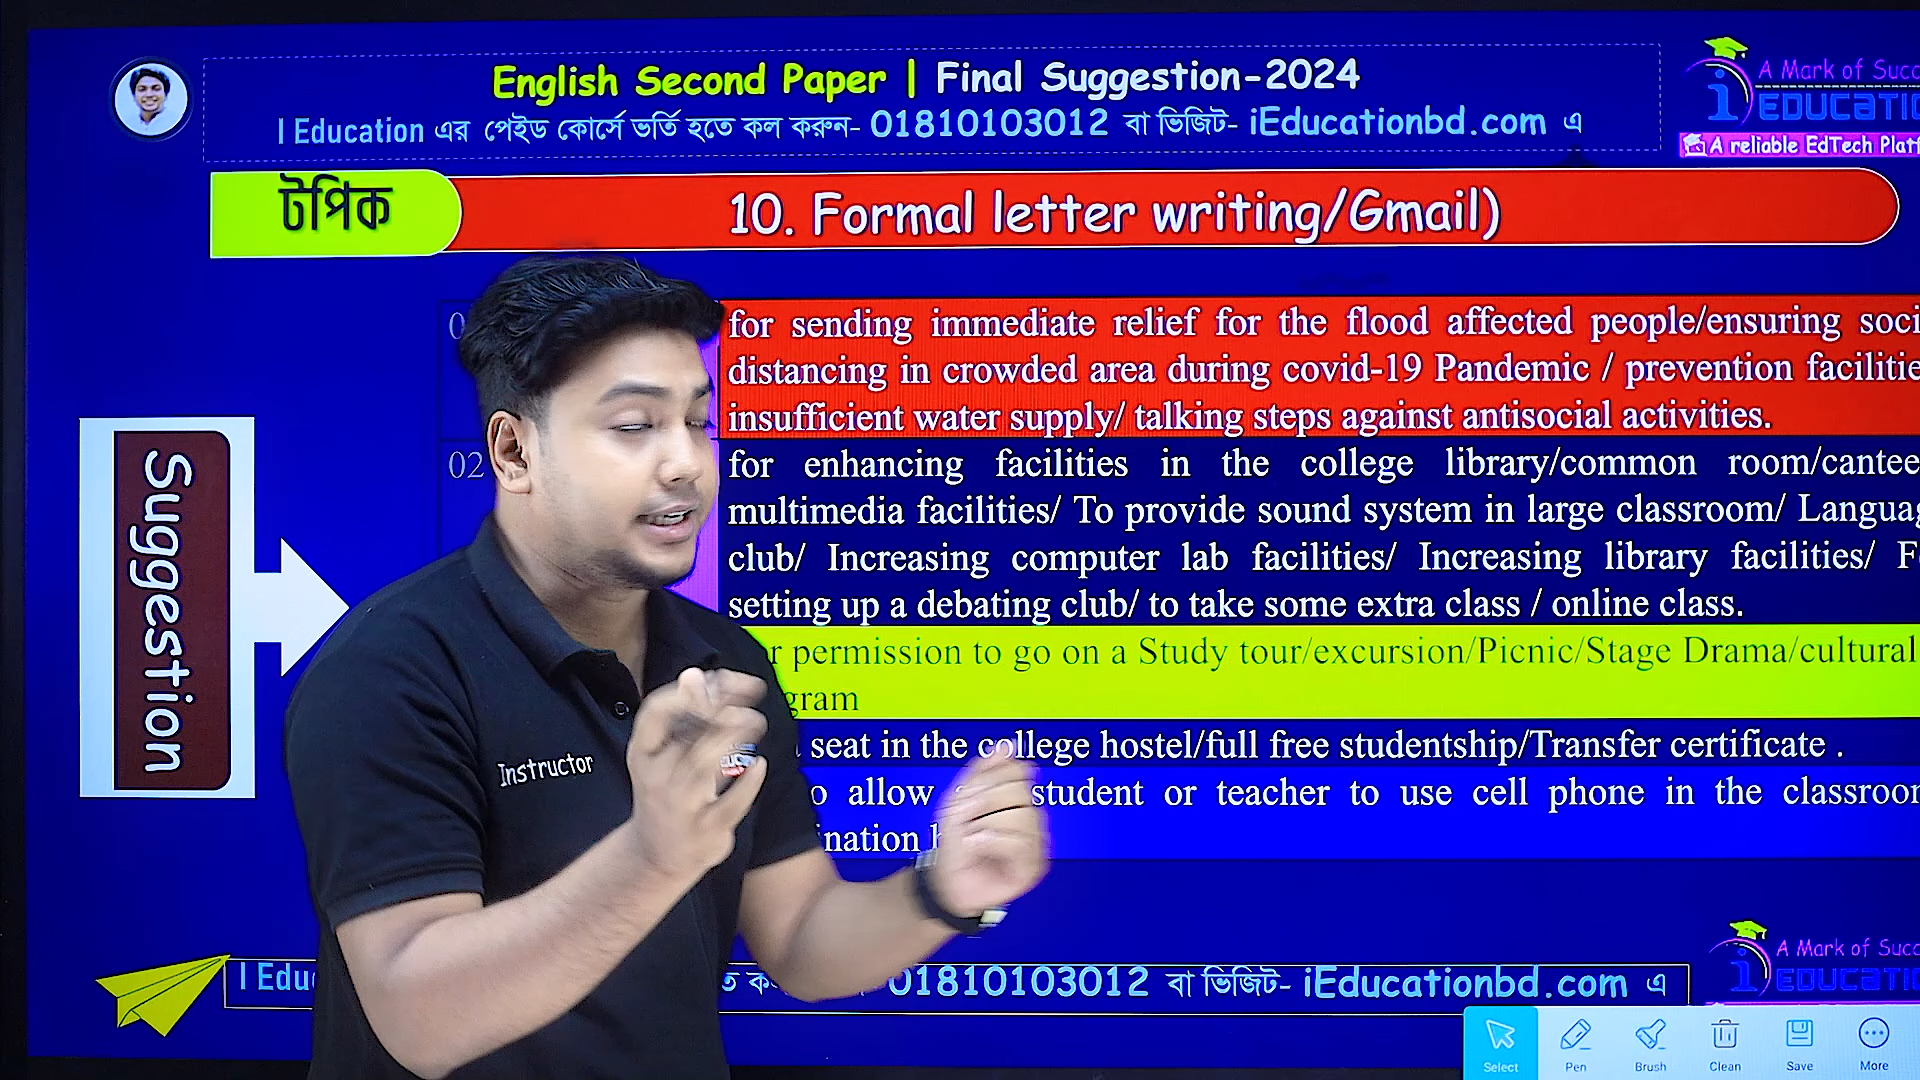 English Second Paper | Final Suggestion-2024
I Education এর পেইড কোর্সে ভর্তি হতে কল করুন- 01810103012 বা ভিজিট- iEducationbd.com এ
A Mark of Succ
EDUCATIO
A reliable EdTech Platf
টপিক
10. Formal letter writing/Gmail)
0
for sending immediate relief for the flood affected people/ensuring soci
distancing in crowded area during covid-19 Pandemic / prevention facilitie
insufficient water supply/ talking steps against antisocial activities.
02
for enhancing facilities in the college library/common room/cantee
multimedia facilities/ To provide sound system in large classroom/ Languag
club/ Increasing computer lab facilities/ Increasing library facilities/ F
setting up a debating club/ to take some extra class / online class.
r permission to go on a Study tour/excursion/Picnic/Stage Drama/cultural
gram
seat in the college hostel/full free studentship/Transfer certificate .
o allow student or teacher to use cell phone in the classroo
ination
Suggestion
Instructor
I Edu 01810103012 বা ভিজিট- iEducationbd.com এ
A Mark of Succ
EDUCATIO
Select Pen Brush Clean Save More